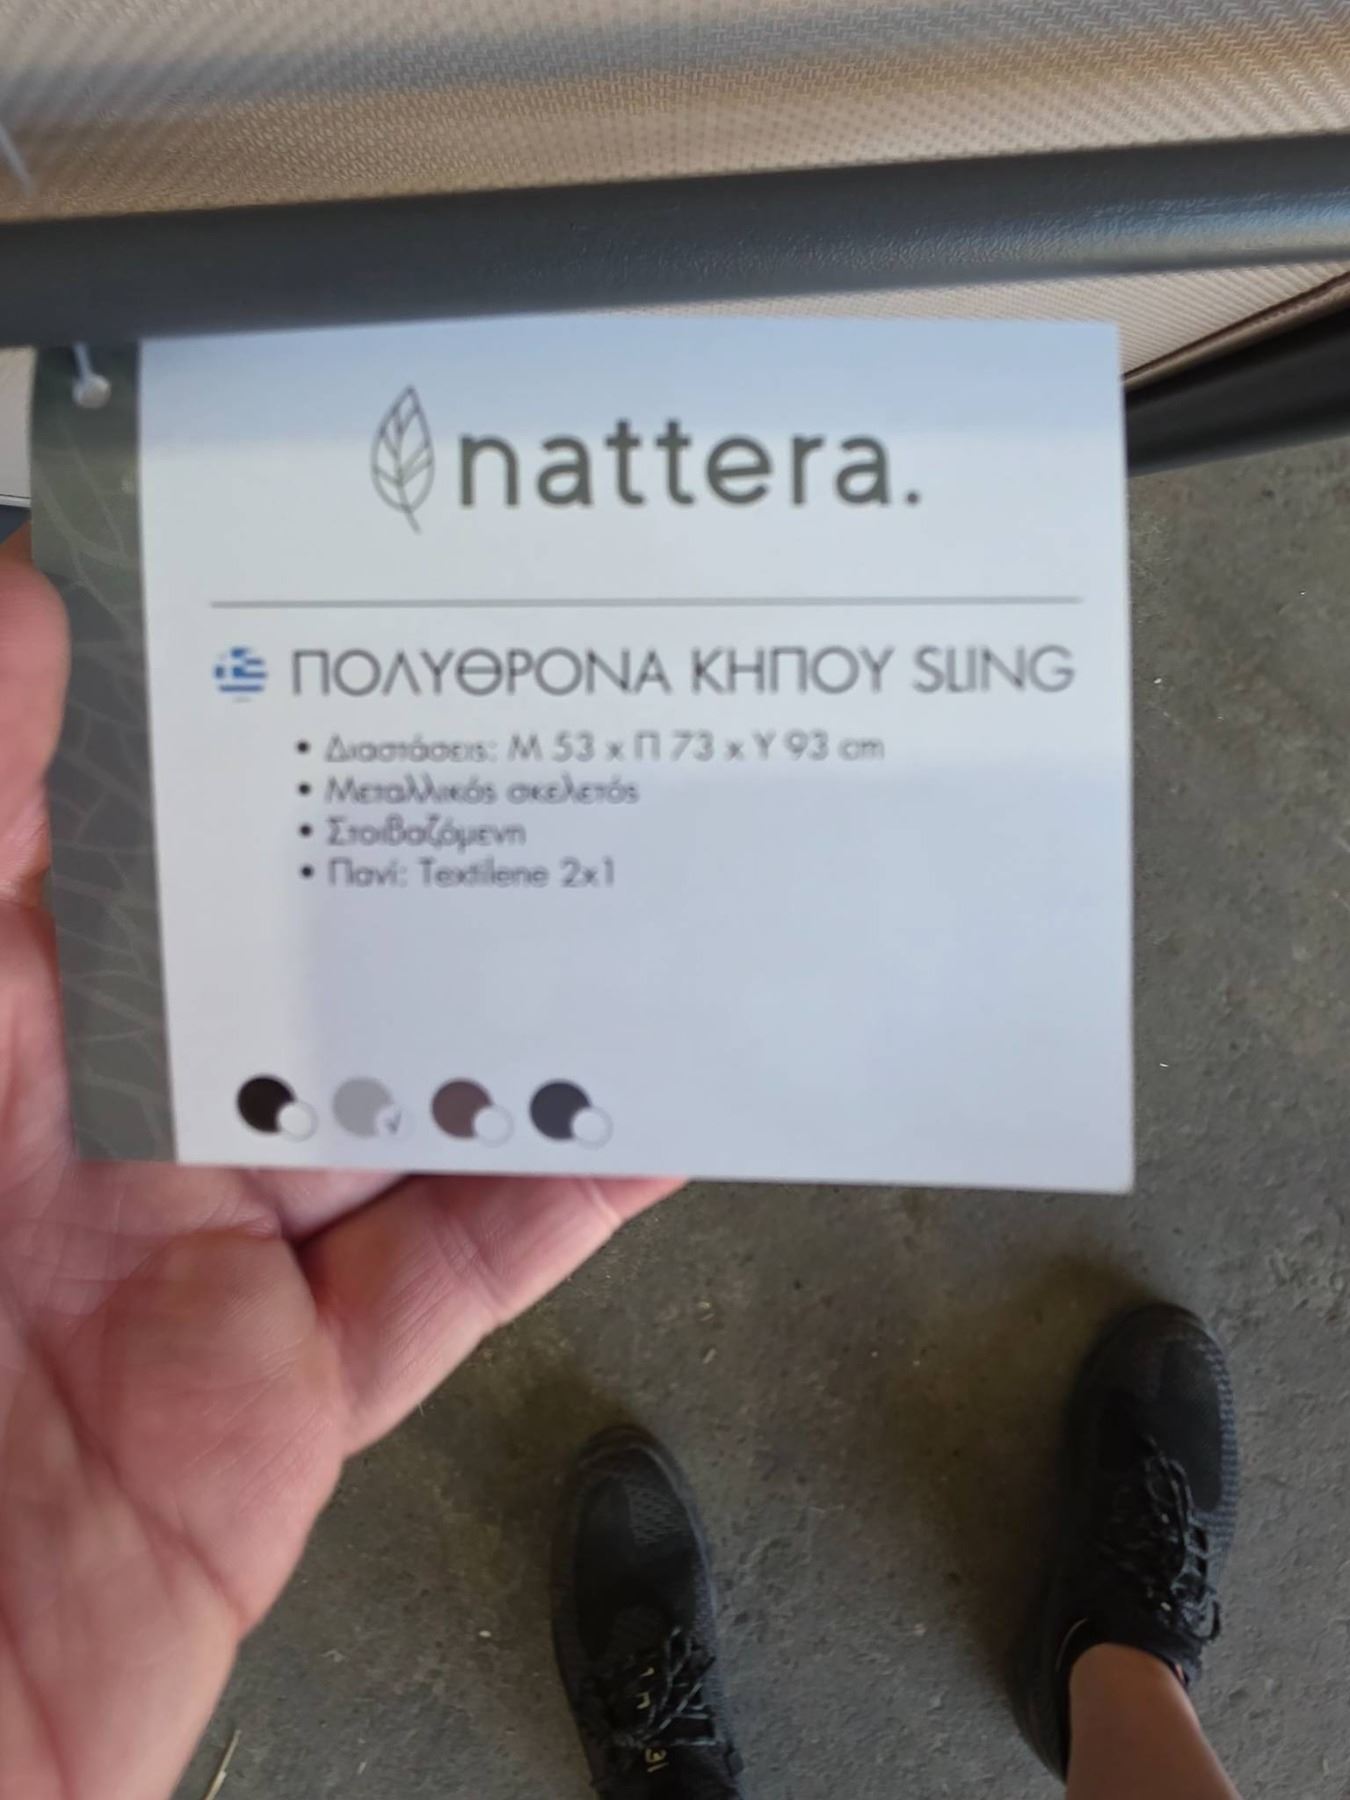 nattera.
ΠΟΛΥΘΡΟΝΑ ΚΗΠΟΥ SLING
• Διαστάσεις: Μ 53 x Π 73 x Υ 93 cm
• Μεταλλικός σκελετός
• Στοιβαζόμενη
• Πανί: Textilene 2x1